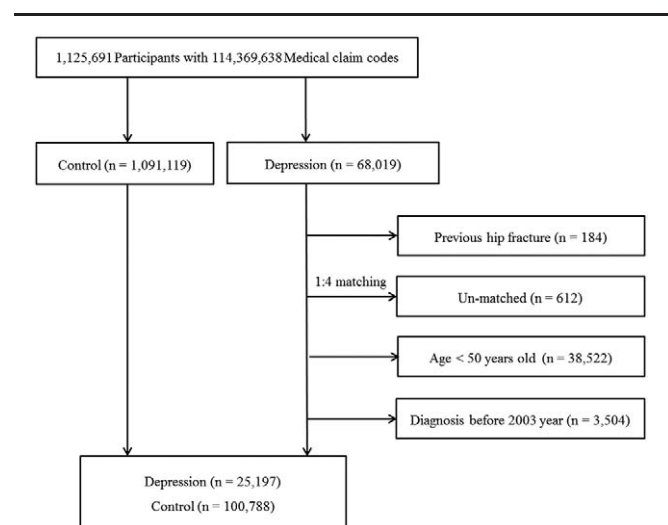 1,125,691 Participants with 114,369,638 Medical claim codes
Control (n = 1,091,119)
Depression (n = 68,019)
Previous hip fracture (n = 184)
1:4 matching
Un-matched (n = 612)
Age < 50 years old (n = 38,522)
Diagnosis before 2003 year (n = 3,504)
Depression (n = 25,197)
Control (n = 100,788)